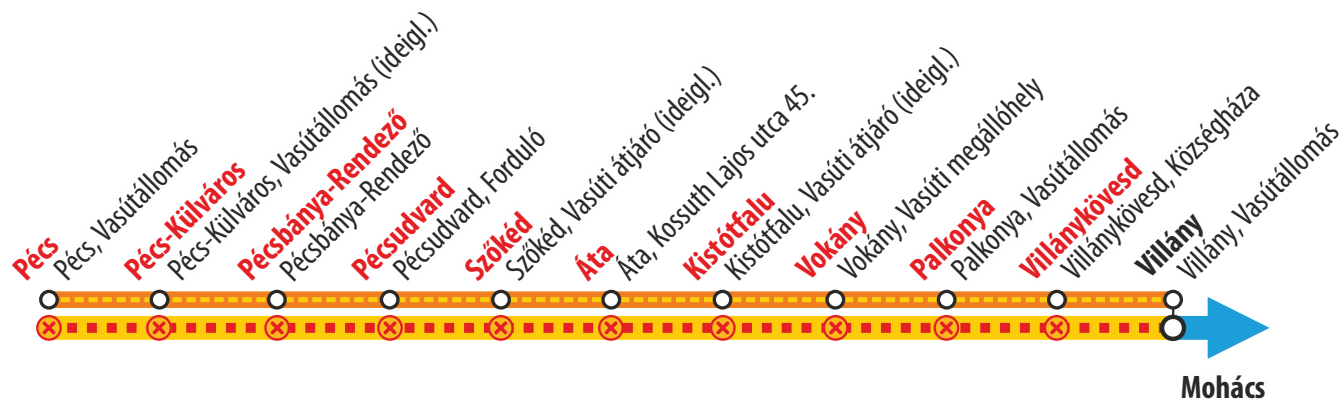 Pécs
Pécs, Vasútállomás
Pécs-Külváros
Pécs-Külváros, Vasútállomás (ideigl.)
Pécsbánya-Rendező
Pécsbánya-Rendező
Pécsudvard
Pécsudvard, Forduló
Szőkéd
Szőkéd, Vasúti átjáró (ideigl.)
Áta
Áta, Kossuth Lajos utca 45.
Kistótfalu
Kistótfalu, Vasúti átjáró (ideigl.)
Vokány
Vokány, Vasúti megállóhely
Palkonya
Palkonya, Vasútállomás
Villánykövesd
Villánykövesd, Községháza
Villány
Villány, Vasútállomás
Mohács